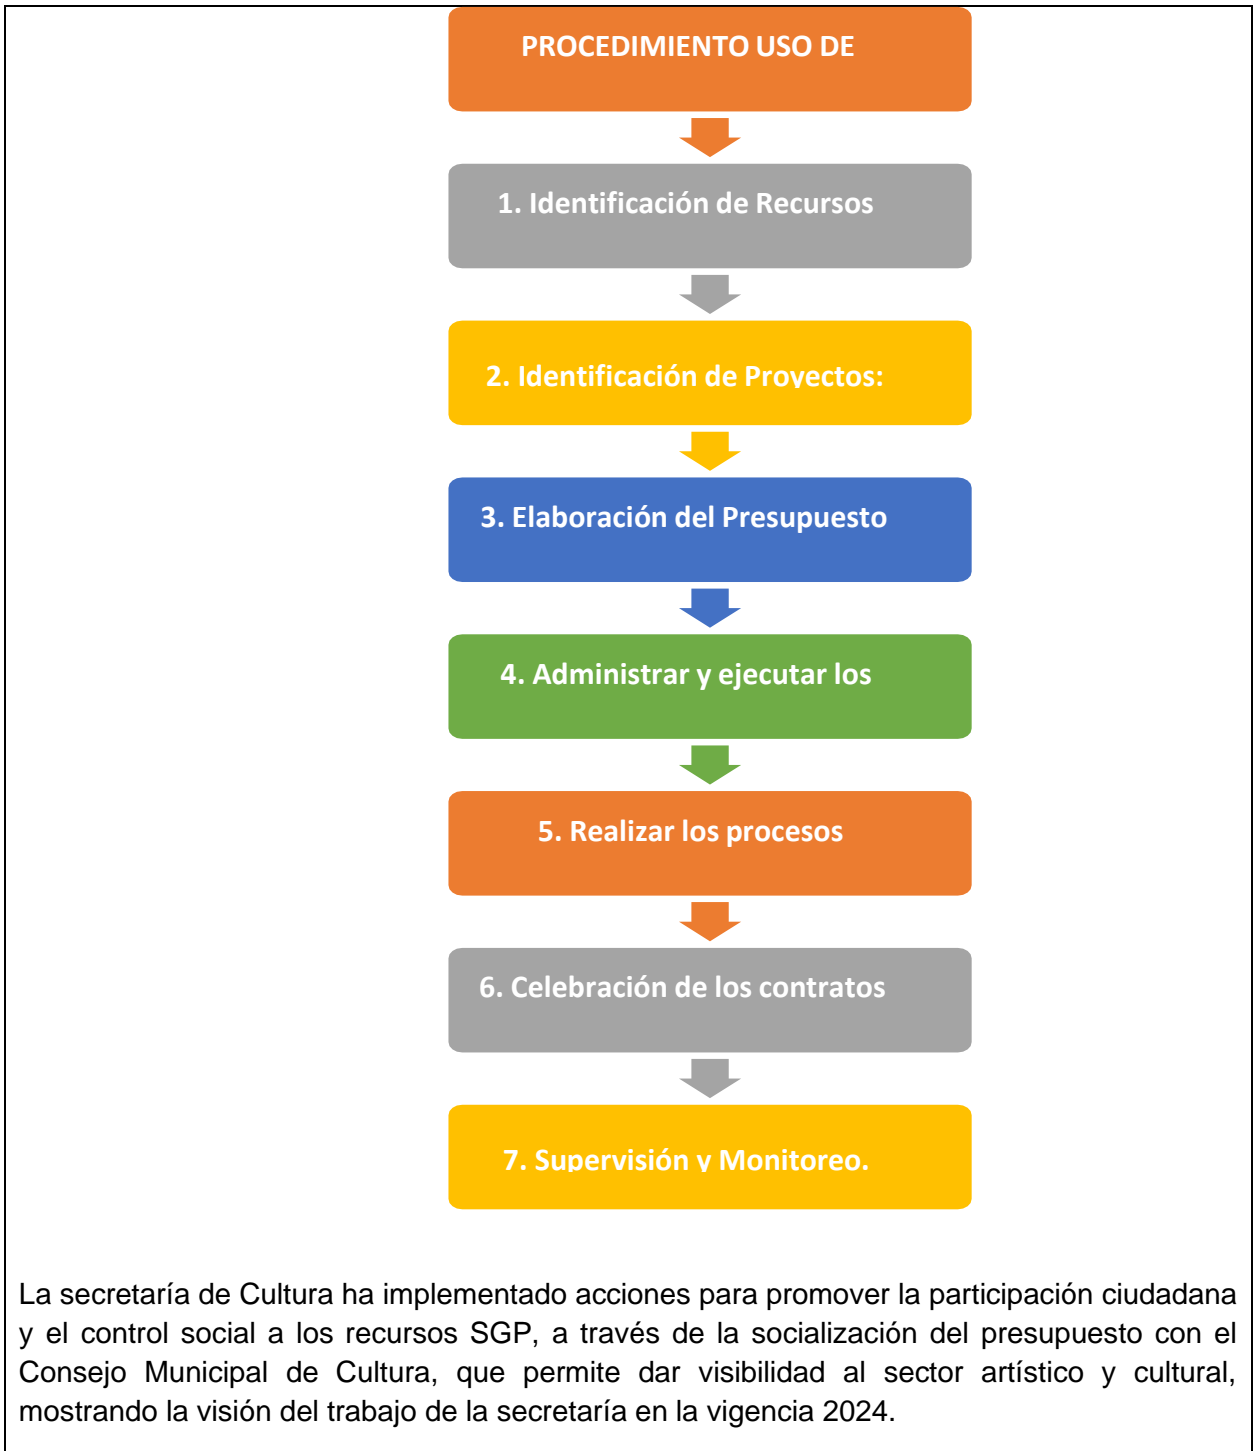 PROCEDIMIENTO USO DE
1. Identificación de Recursos
2. Identificación de Proyectos:
3. Elaboración del Presupuesto
4. Administrar y ejecutar los
5. Realizar los procesos
6. Celebración de los contratos
7. Supervisión y Monitoreo.
La secretaría de Cultura ha implementado acciones para promover la participación ciudadana
y el control social a los recursos SGP, a través de la socialización del presupuesto con el
Consejo Municipal de Cultura, que permite dar visibilidad al sector artístico y cultural,
mostrando la visión del trabajo de la secretaría en la vigencia 2024.